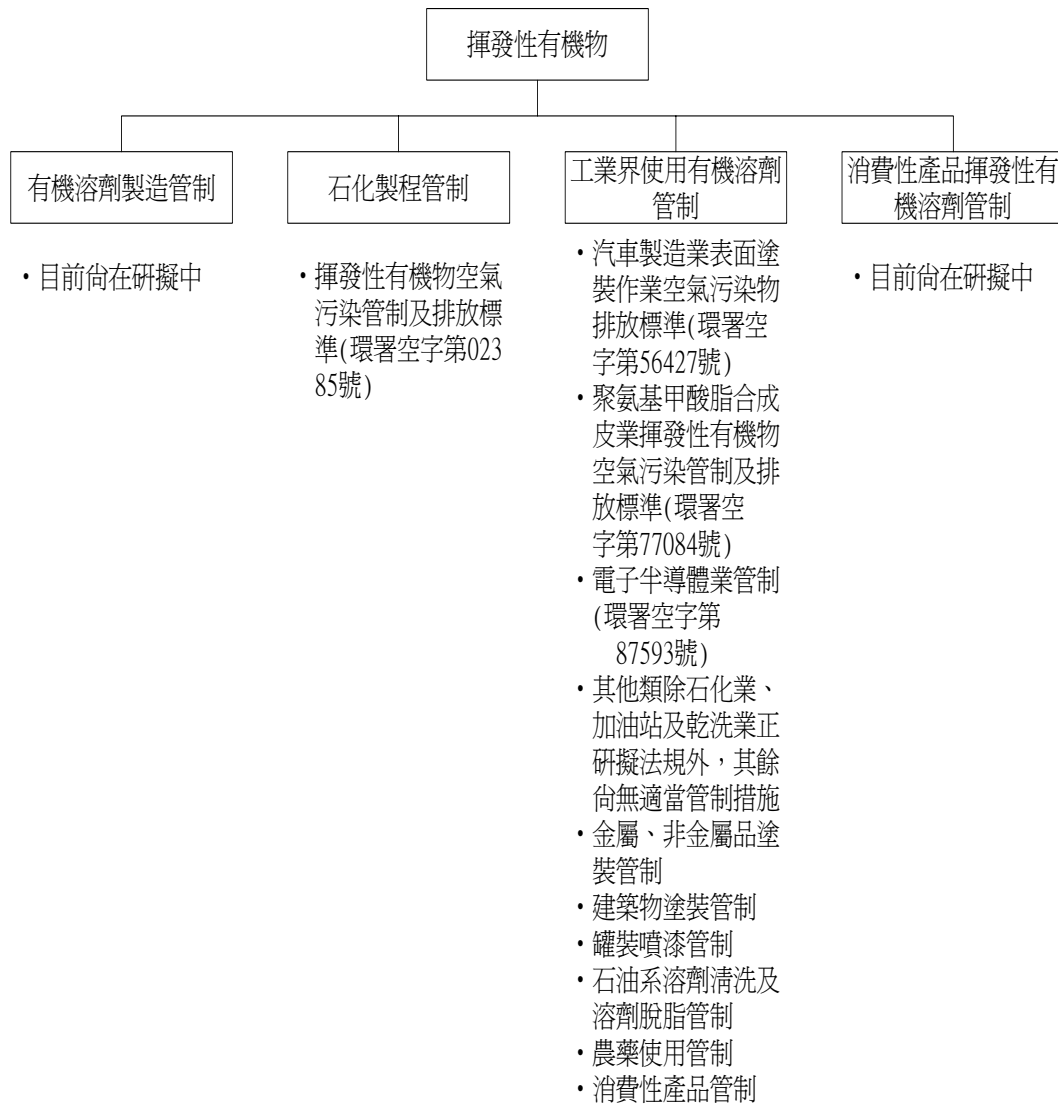 揮發性有機物
有機溶劑製造管制
・目前尚在研擬中
石化製程管制
・揮發性有機物空氣
污染管制及排放標
準(環署空字第023
85號)
工業界使用有機溶劑
管制
・汽車製造業表面塗
裝作業空氣污染物
排放標準(環署空
字第56427號)
・聚氨基甲酸脂合成
皮業揮發性有機物
空氣污染管制及排
放標準(環署空
字第77084號)
・電子半導體業管制
(環署空字第
87593號)
・其他類除石化業、
加油站及乾洗業正
研擬法規外，其餘
尚無適當管制措施
・金屬、非金屬品塗
裝管制
・建築物塗裝管制
・罐裝噴漆管制
・石油系溶劑清洗及
溶劑脫脂管制
・農藥使用管制
・消費性產品管制
消費性產品揮發性有
機溶劑管制
・目前尚在研擬中